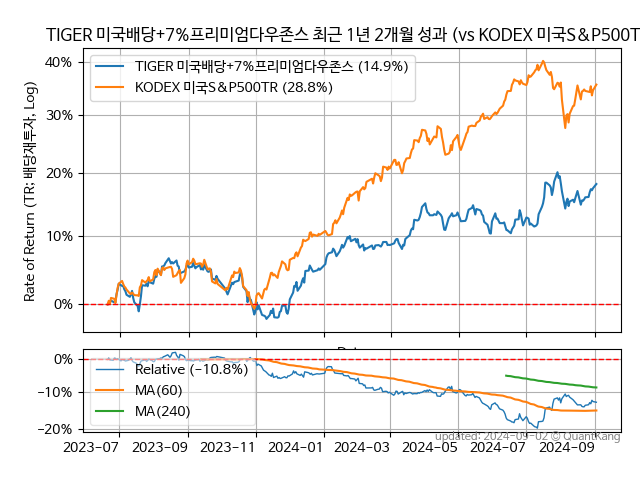 TIGER 미국배당+7%프리미엄다우존스 최근 1년 2개월 성과 (vs KODEX 미국S&P500T
TIGER 미국배당+7%프리미엄다우존스 (14.9%)
KODEX 미국S&P500TR (28.8%)
Rate of Return (TR: 배당재투자, Log)
40%
30%
20%
10%
0%
Relative (−10.8%)
MA(60)
MA(240)
0%
−10%
−20%
updated: 2024-09-02 © QuantKang
2023-07
2023-09
2023-11
2024-01
2024-03
2024-05
2024-07
2024-09